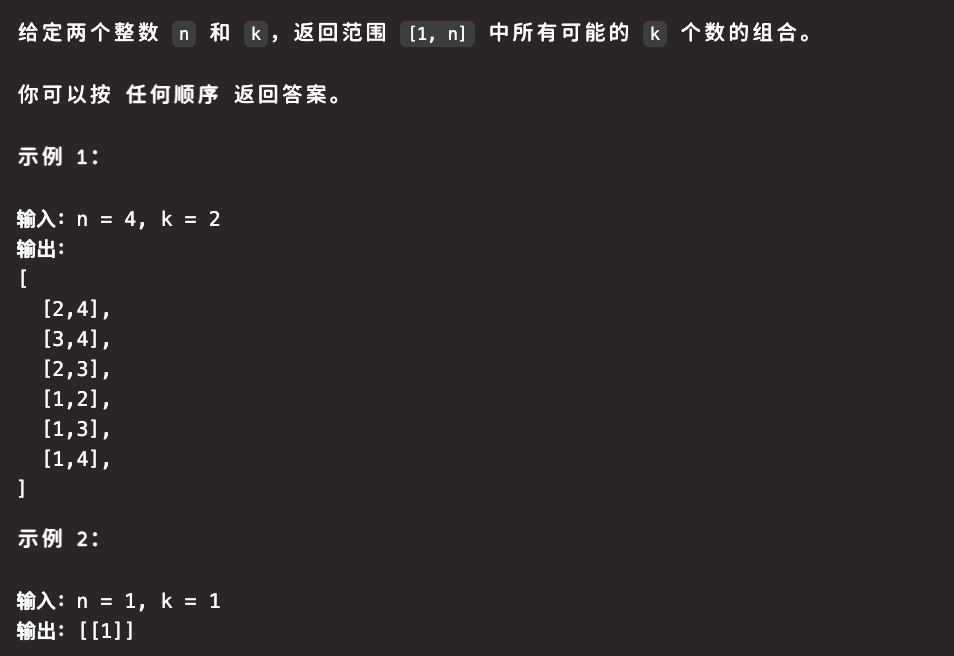 给定两个整数 n 和 k，返回范围 [1, n] 中所有可能的 k 个数的组合。
你可以按 任何顺序 返回答案。
示例 1：
输入：n = 4, k = 2
输出：
[
  [2,4],
  [3,4],
  [2,3],
  [1,2],
  [1,3],
  [1,4],
]
示例 2：
输入：n = 1, k = 1
输出：[[1]]